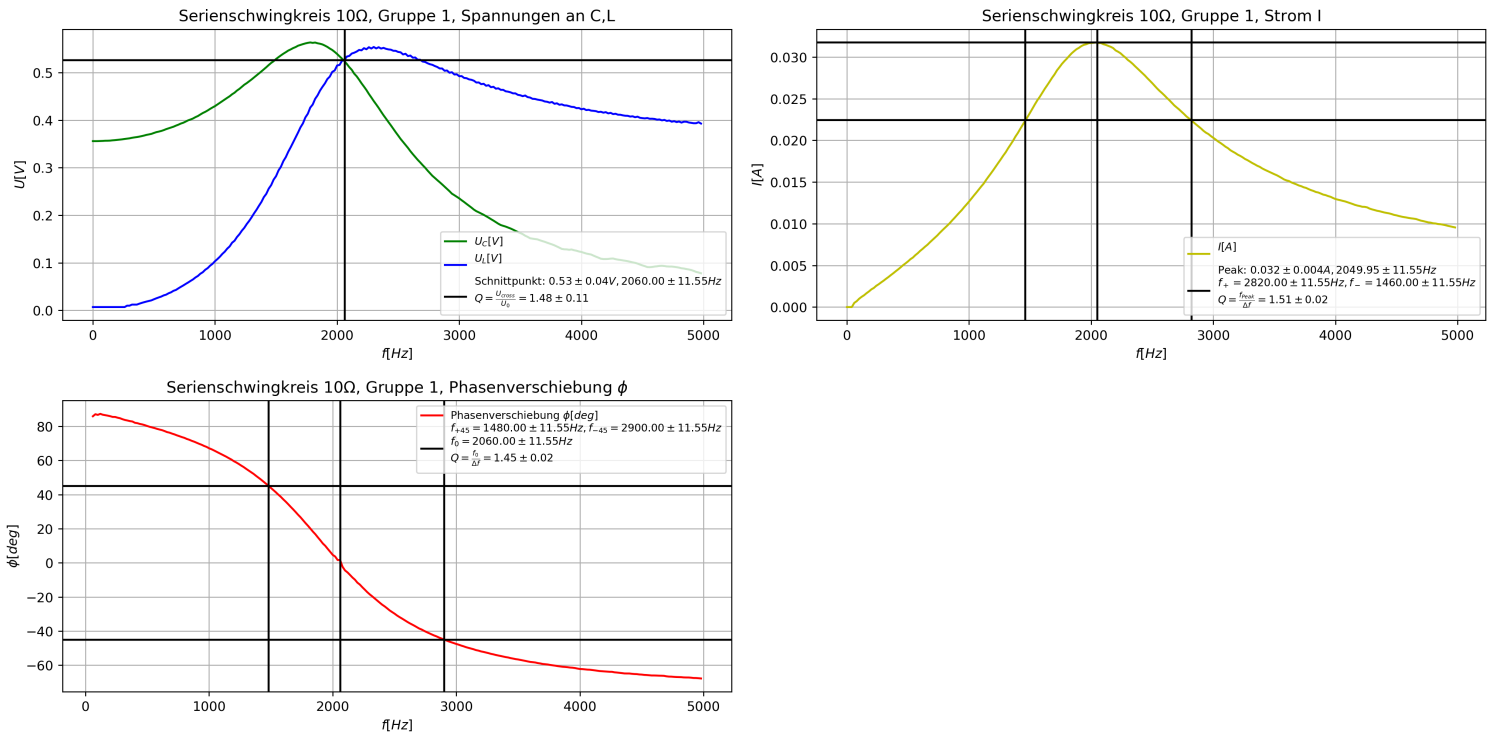 Serienschwingkreis 10Ω, Gruppe 1, Spannungen an C,L
U[V]
0.5
0.4
0.3
0.2
0.1
0.0
U_C[V]
U_L[V]
Schnittpunkt: 0.53 ± 0.04V, 2060.00 ± 11.55Hz
Q = U_cross/U_0 = 1.48 ± 0.11
0 1000 2000 3000 4000 5000
f[Hz]
Serienschwingkreis 10Ω, Gruppe 1, Strom I
I[A]
0.030
0.025
0.020
0.015
0.010
0.005
0.000
I[A]
Peak: 0.032 ± 0.004A, 2049.95 ± 11.55Hz
f_+ = 2820.00 ± 11.55Hz, f_− = 1460.00 ± 11.55Hz
Q = f_Peak/Δf = 1.51 ± 0.02
0 1000 2000 3000 4000 5000
f[Hz]
Serienschwingkreis 10Ω, Gruppe 1, Phasenverschiebung ϕ
ϕ[deg]
80
60
40
20
0
−20
−40
−60
Phasenverschiebung ϕ[deg]
f_+45 = 1480.00 ± 11.55Hz, f_−45 = 2900.00 ± 11.55Hz
f_0 = 2060.00 ± 11.55Hz
Q = f_0/Δf = 1.45 ± 0.02
0 1000 2000 3000 4000 5000
f[Hz]